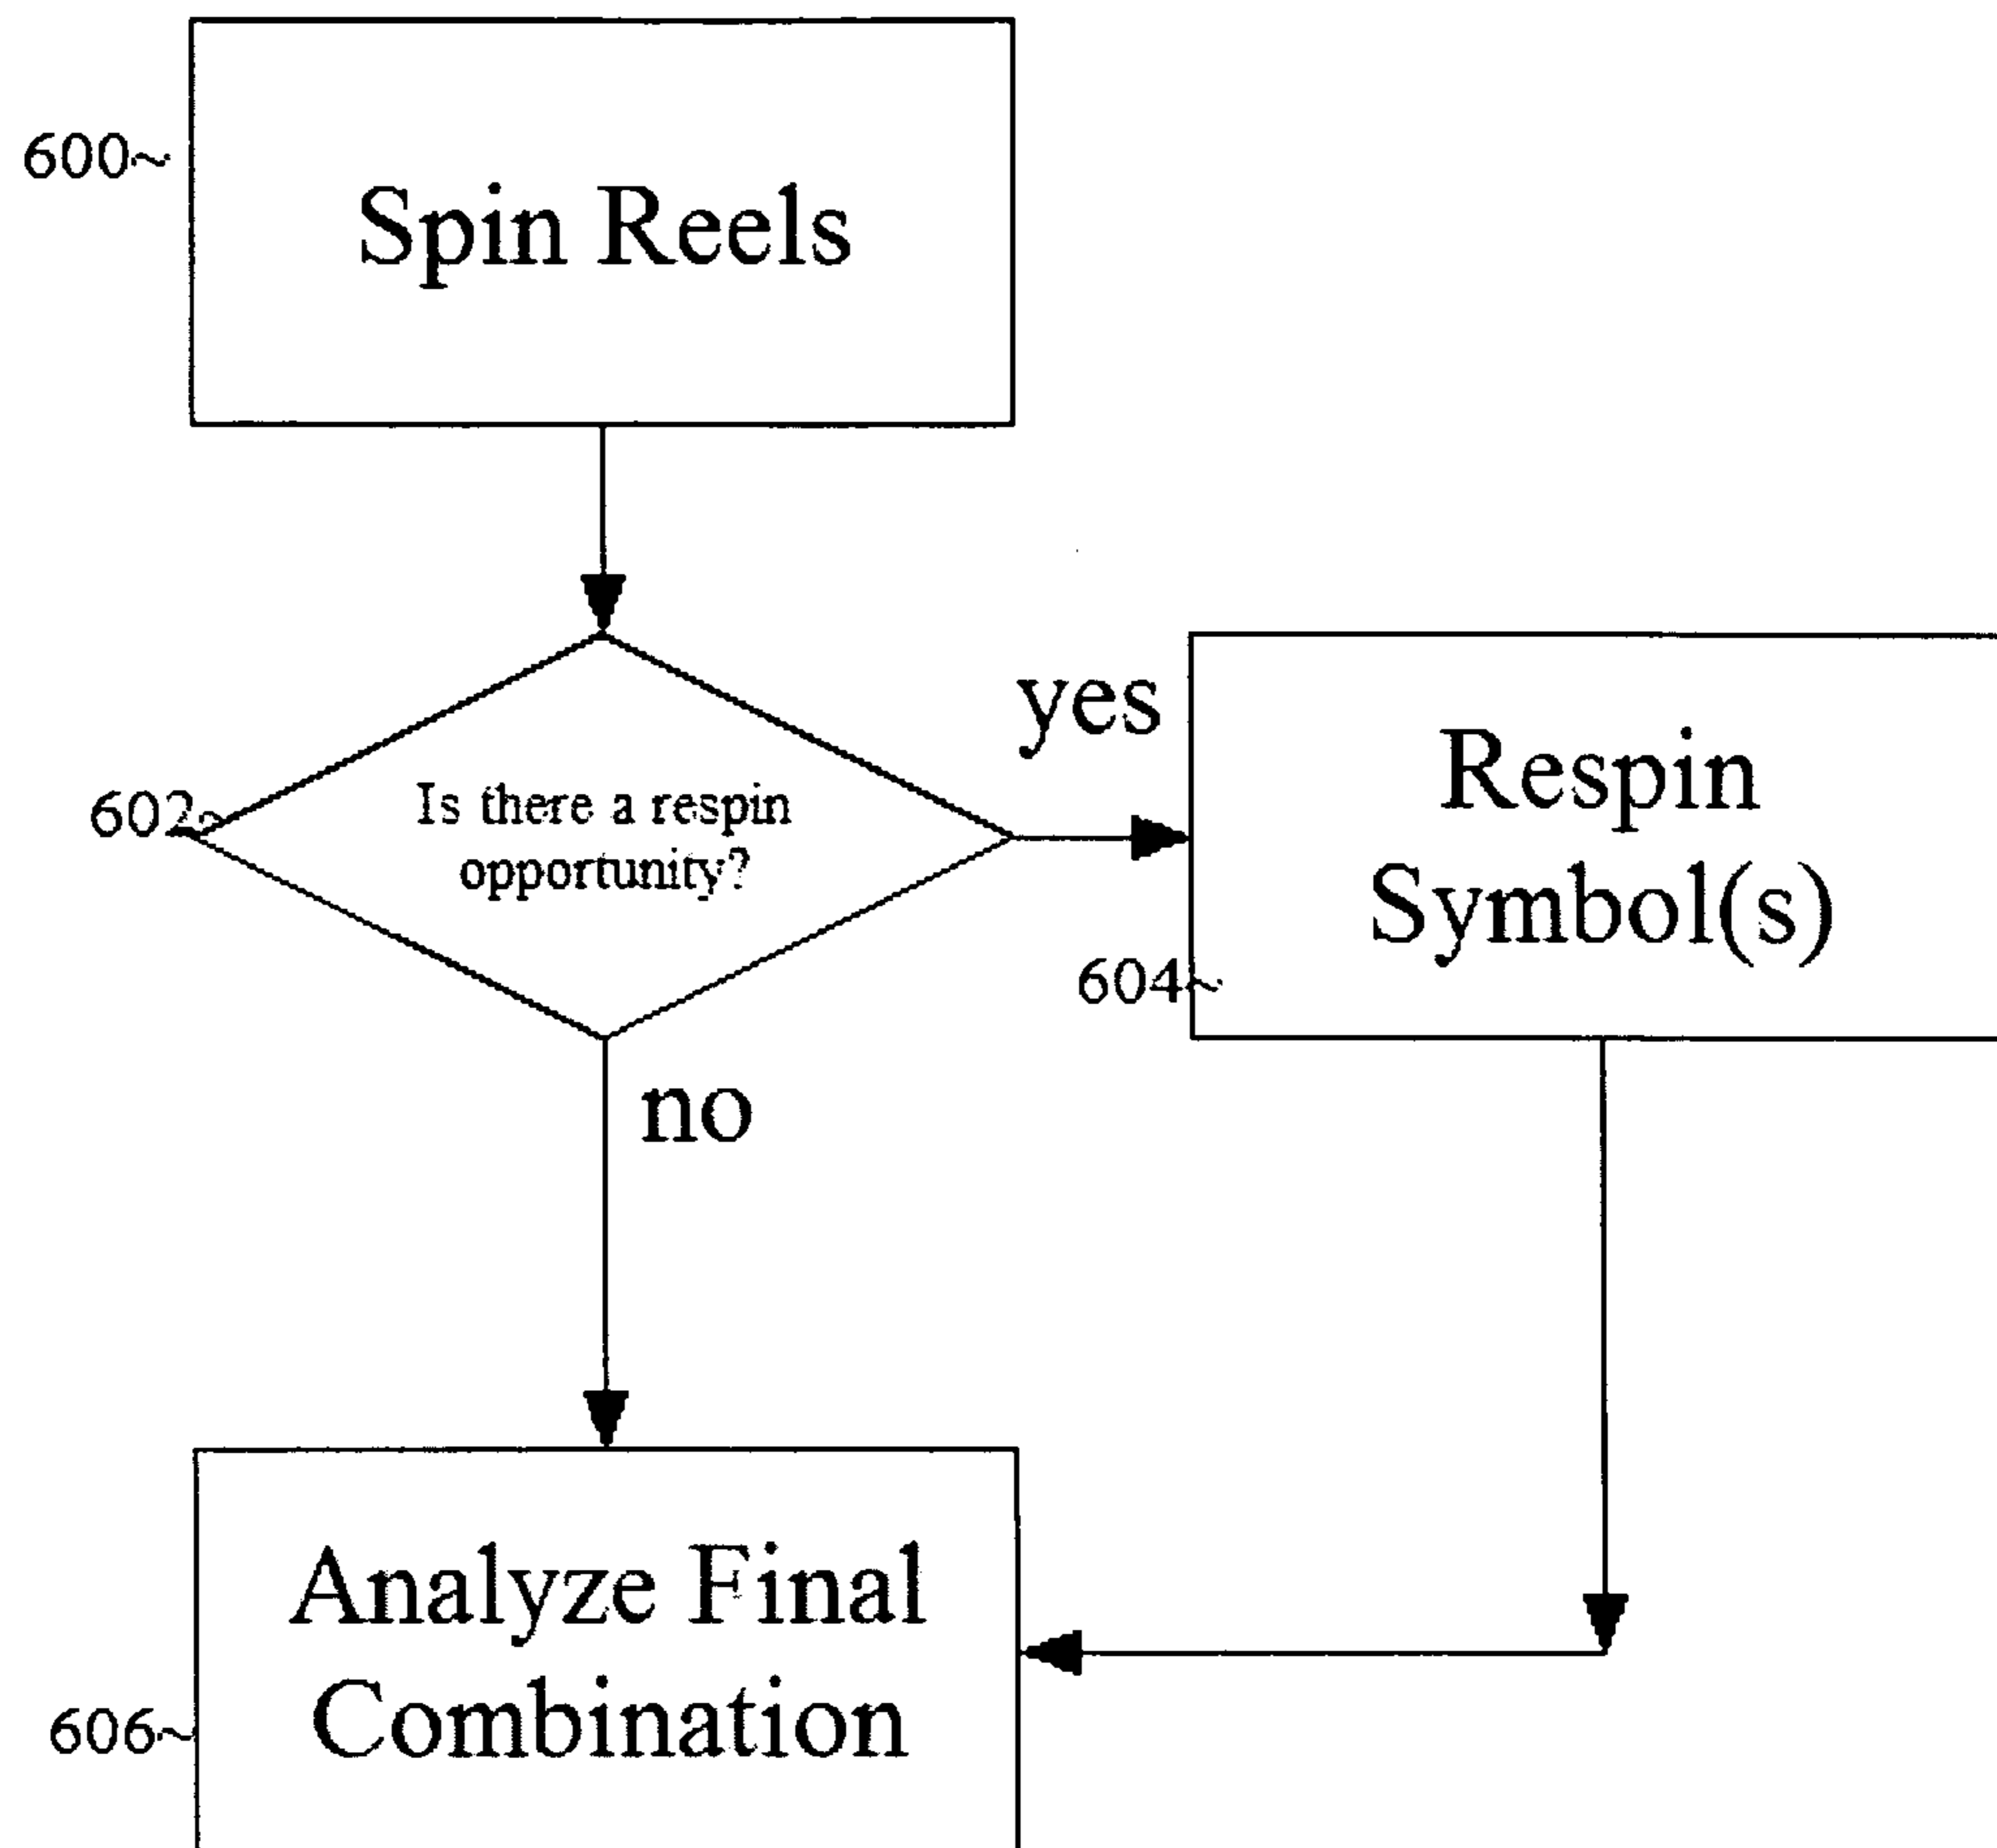 600~
Spin Reels
602~
Is there a respin
opportunity?
yes
Respin
Symbol(s)
604~
no
Analyze Final
Combination
606~